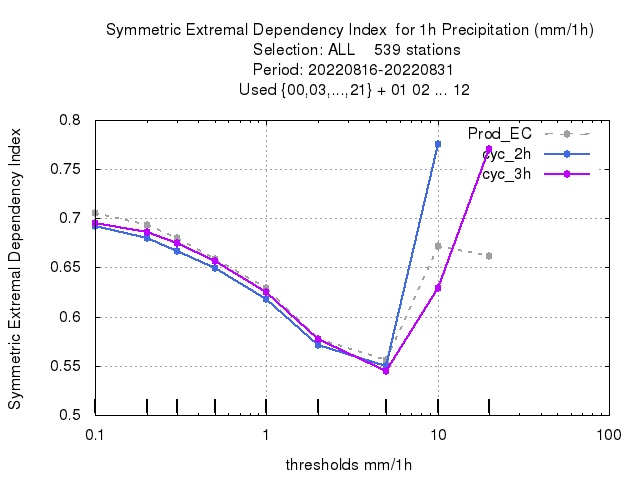 Symmetric Extremal Dependency Index  for 1h Precipitation (mm/1h)
Selection: ALL    539 stations
Period: 20220816-20220831
Used {00,03,...,21} + 01 02 ... 12
Symmetric Extremal Dependency Index
0.8
0.75
0.7
0.65
0.6
0.55
0.5
Prod_EC
cyc_2h
cyc_3h
0.1 1 10 100
thresholds mm/1h